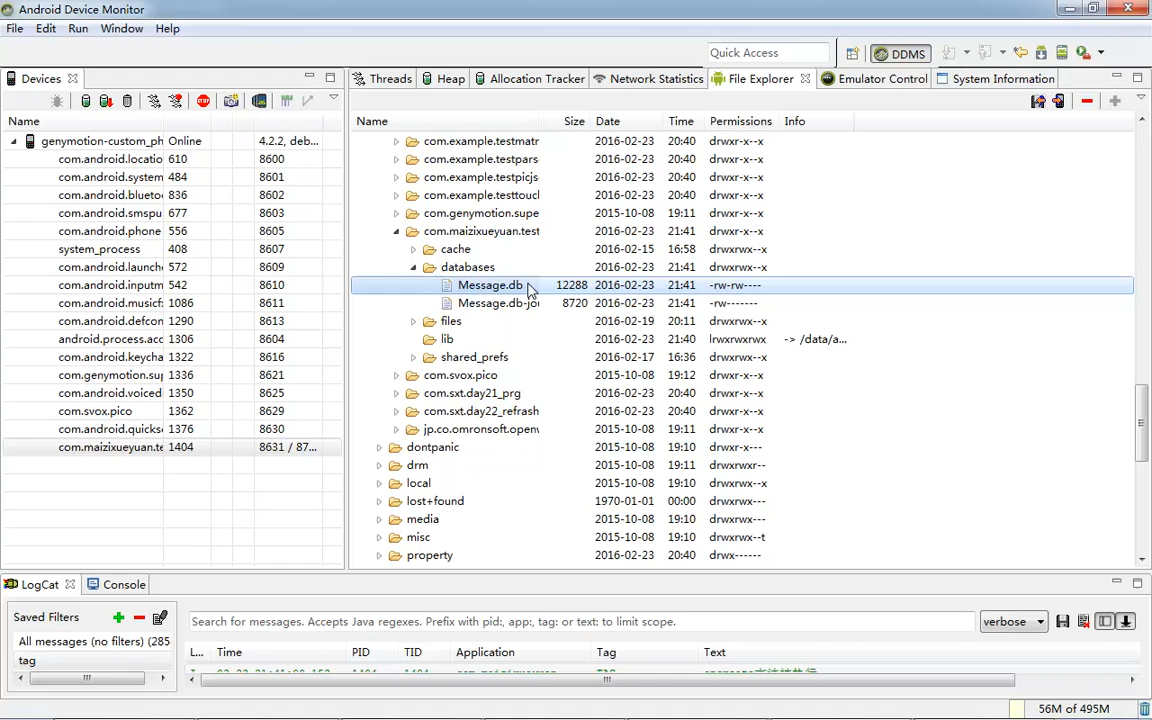 Android Device Monitor
File Edit Run Window Help
Quick Access DDMS
Devices
Name
genymotion-custom_ph Online 4.2.2, deb...
com.android.locatio 610 8600
com.android.system 484 8601
com.android.bluetoo 836 8602
com.android.smspu 677 8603
com.android.phone 556 8605
system_process 408 8607
com.android.launche 572 8609
com.android.inputm 542 8610
com.android.musicfx 1086 8611
com.android.defcon 1290 8613
android.process.acc 1306 8604
com.android.keycha 1322 8619
com.genymotion.sup 1336 8621
com.android.voiced 1350 8625
com.svox.pico 1362 8629
com.android.quickse 1376 8630
com.maizixueyuan.te 1404 8631 / 87...
Threads Heap Allocation Tracker Network Statistics File Explorer Emulator Control System Information
Name Size Date Time Permissions Info
com.example.testmatr 2016-02-23 20:40 drwxr-x--x
com.example.testpars 2016-02-23 20:40 drwxr-x--x
com.example.testpicjs 2016-02-23 20:40 drwxr-x--x
com.example.testtouch 2016-02-23 20:40 drwxr-x--x
com.genymotion.supe 2015-10-08 19:11 drwxr-x--x
com.maizixueyuan.test 2016-02-23 21:41 drwxr-x--x
cache 2016-02-15 16:58 drwxrwx--x
databases 2016-02-23 21:41 drwxrwx--x
Message.db 12288 2016-02-23 21:41 -rw-rw----
Message.db-jou 8720 2016-02-23 21:41 -rw-------
files 2016-02-19 20:11 drwxrwx--x
lib 2016-02-23 21:40 lrwxrwxrwx -> /data/a...
shared_prefs 2016-02-17 16:36 drwxrwx--x
com.svox.pico 2015-10-08 19:12 drwxr-x--x
com.sxt.day21_prg 2016-02-23 20:40 drwxr-x--x
com.sxt.day22_refrash 2016-02-23 20:40 drwxr-x--x
jp.co.omronsoft.openw 2015-10-08 19:11 drwxr-x--x
dontpanic 2015-10-08 19:10 drwxr-x---
drm 2015-10-08 19:11 drwxrwx---
local 2015-10-08 19:10 drwxrwx--x
lost+found 1970-01-01 00:00 drwxrwx---
media 2015-10-08 19:10 drwxrwx---
misc 2015-10-08 19:10 drwxrwx--t
property 2016-02-23 20:40 drwx------
LogCat Console
Saved Filters
All messages (no filters) (285
tag
Search for messages. Accepts Java regexes. Prefix with pid:, app:, tag: or text: to limit scope. verbose
L... Time PID TID Application Tag Text
56M of 495M